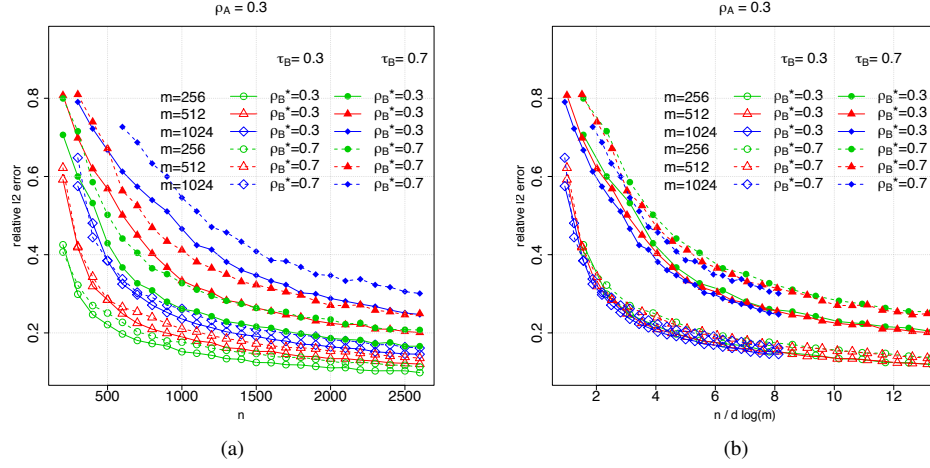 ρA = 0.3
τB= 0.3 τB= 0.7
m=256 ρB*=0.3 ρB*=0.3
m=512 ρB*=0.3 ρB*=0.3
m=1024 ρB*=0.3 ρB*=0.3
m=256 ρB*=0.7 ρB*=0.7
m=512 ρB*=0.7 ρB*=0.7
m=1024 ρB*=0.7 ρB*=0.7
relative l2 error
0.8
0.6
0.4
0.2
500 1000 1500 2000 2500
n
(a)
ρA = 0.3
τB= 0.3 τB= 0.7
m=256 ρB*=0.3 ρB*=0.3
m=512 ρB*=0.3 ρB*=0.3
m=1024 ρB*=0.3 ρB*=0.3
m=256 ρB*=0.7 ρB*=0.7
m=512 ρB*=0.7 ρB*=0.7
m=1024 ρB*=0.7 ρB*=0.7
relative l2 error
0.8
0.6
0.4
0.2
2 4 6 8 10 12
n / d log(m)
(b)